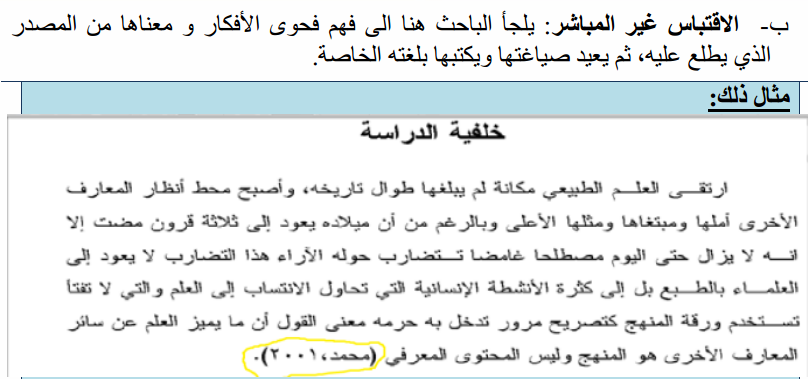 ب- الاقتباس غير المباشر: يلجأ الباحث هنا الى فهم فحوى الأفكار و معناها من المصدر
الذي يطلع عليه، ثم يعيد صياغتها ويكتبها بلغته الخاصة.
مثال ذلك:
خلفية الدراسة
ارتقى العلم الطبيعي مكانة لم يبلغها طوال تاريخه، وأصبح محط أنظار المعارف
الأخرى أملها ومبتغاها ومثلها الأعلى وبالرغم من أن ميلاده يعود إلى ثلاثة قرون مضت إلا
انه لا يزال حتى اليوم مصطلحا غامضا تتضارب حوله الآراء هذا التضارب لا يعود إلى
العلماء بالطبع بل إلى كثرة الأنشطة الإنسانية التي تحاول الانتساب إلى العلم والتي لا تفتأ
تستخدم ورقة المنهج كتصريح مرور تدخل به حرمه معنى القول أن ما يميز العلم عن سائر
المعارف الأخرى هو المنهج وليس المحتوى المعرفي (محمد،٢٠٠١).